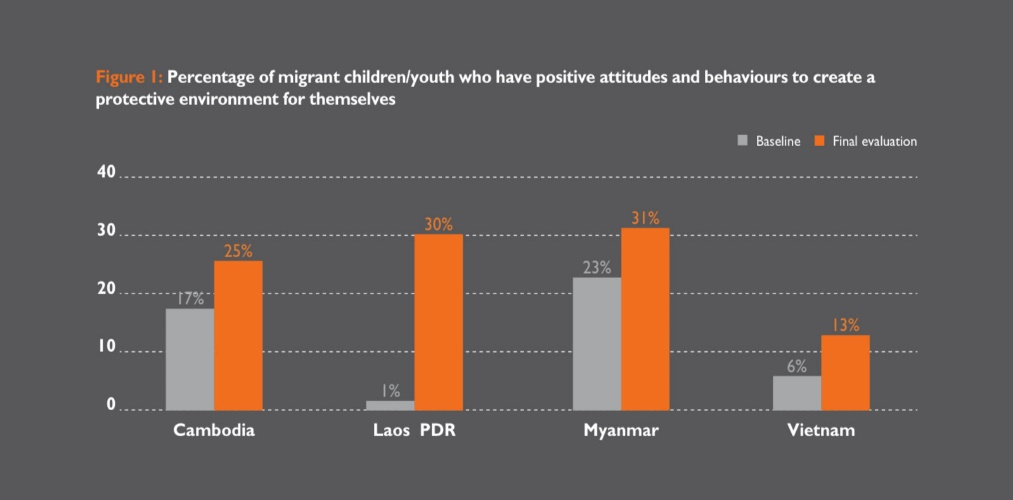 Figure 1: Percentage of migrant children/youth who have positive attitudes and behaviours to create a
protective environment for themselves
Baseline Final evaluation
40
30
20
10
0
17% 25% 1% 30% 23% 31% 6% 13%
Cambodia Laos PDR Myanmar Vietnam